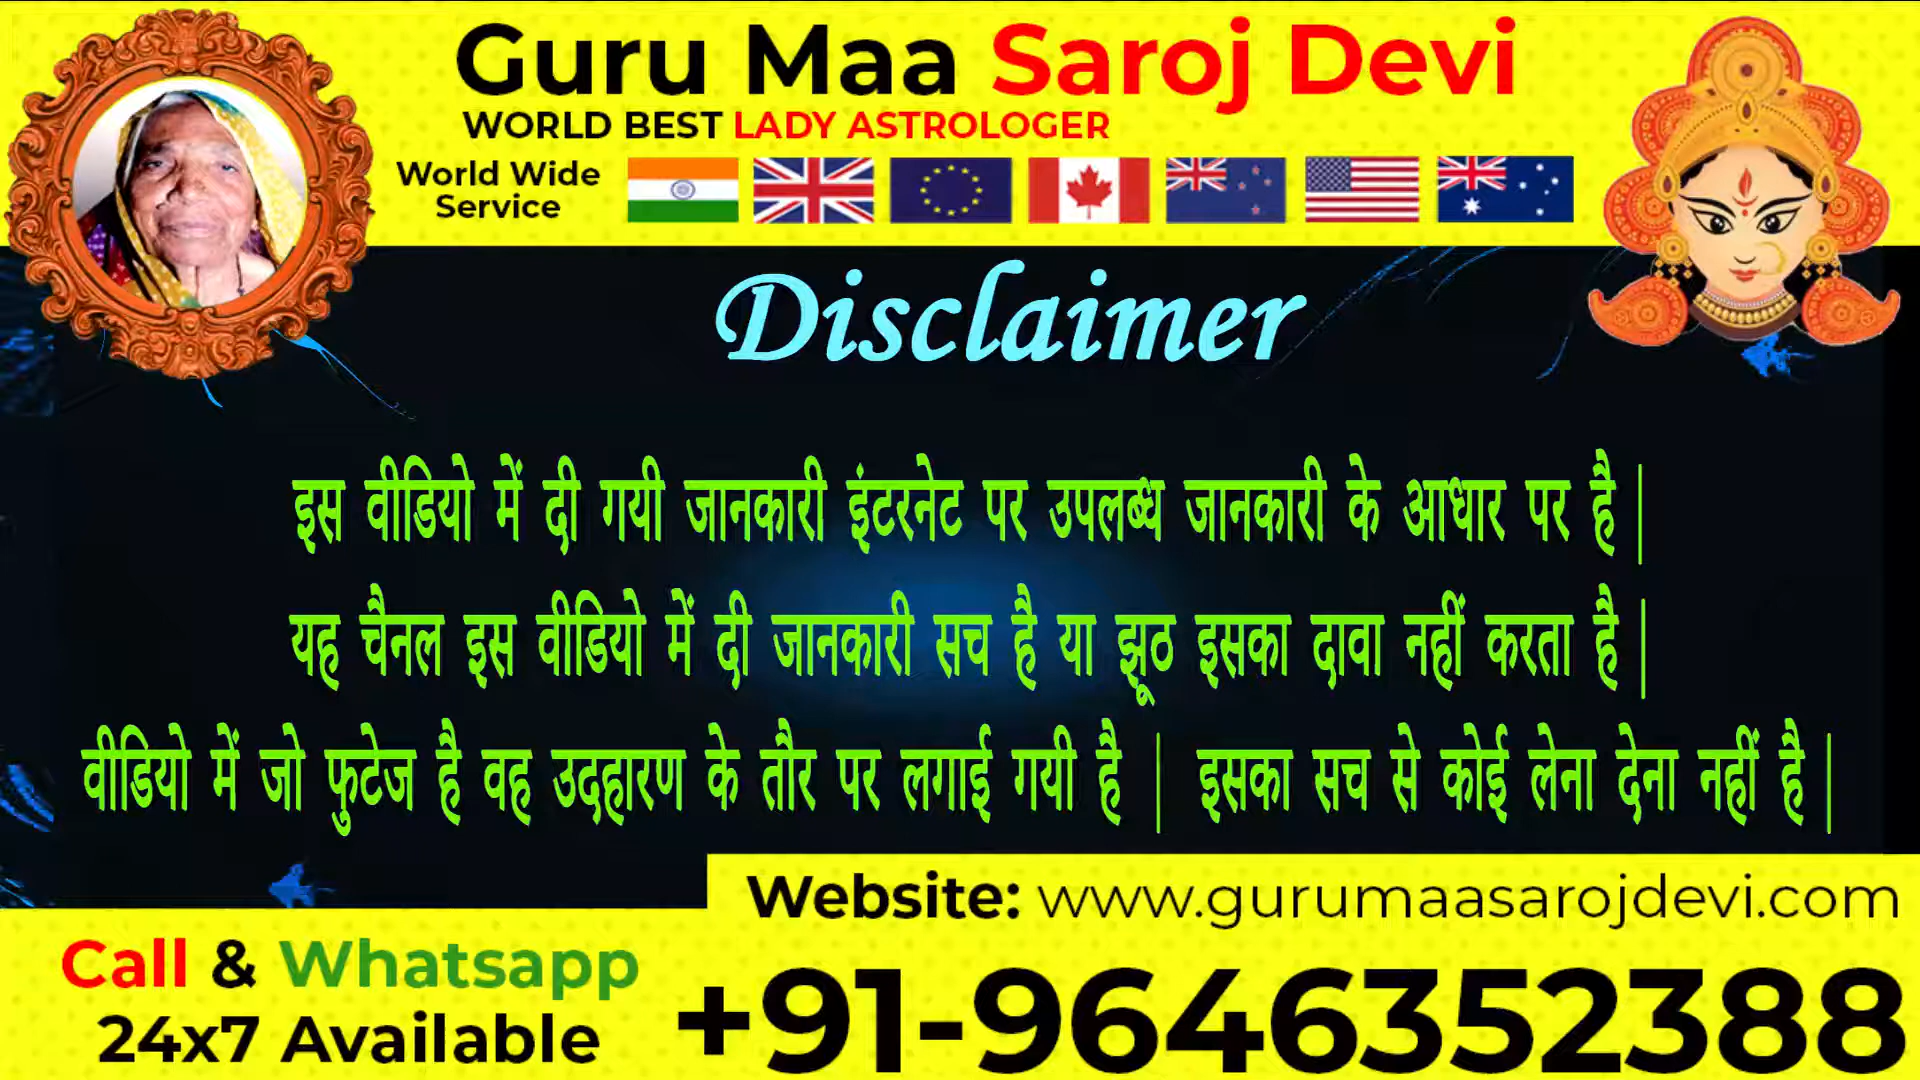 Guru Maa Saroj Devi
WORLD BEST LADY ASTROLOGER
World Wide
Service
Disclaimer
इस वीडियो में दी गयी जानकारी इंटरनेट पर उपलब्ध जानकारी के आधार पर है|
यह चैनल इस वीडियो में दी जानकारी सच है या झूठ इसका दावा नहीं करता है|
वीडियो में जो फुटेज है वह उदहारण के तौर पर लगाई गयी है | इसका सच से कोई लेना देना नहीं है|
Website: www.gurumaasarojdevi.com
Call & Whatsapp
24x7 Available
+91-9646352388